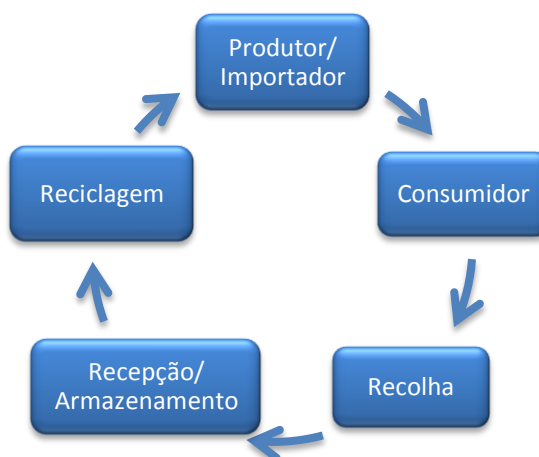 Produtor/
Importador
Consumidor
Recolha
Recepção/
Armazenamento
Reciclagem